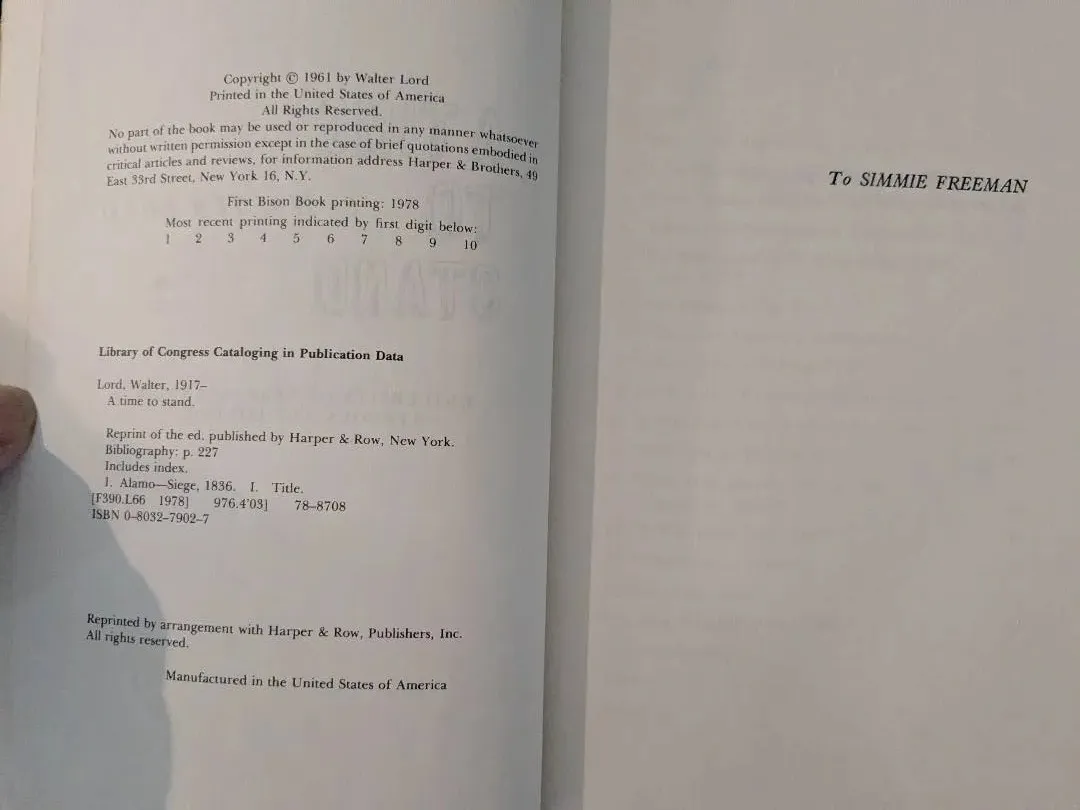 Copyright © 1961 by Walter Lord
Printed in the United States of America
All Rights Reserved.
No part of the book may be used or reproduced in any manner whatsoever
without written permission except in the case of brief quotations embodied in
critical articles and reviews, for information address Harper & Brothers, 49
East 33rd Street, New York 16, N.Y.
First Bison Book printing: 1978
Most recent printing indicated by first digit below:
1 2 3 4 5 6 7 8 9 10
Library of Congress Cataloging in Publication Data
Lord, Walter, 1917–
A time to stand.
Reprint of the ed. published by Harper & Row, New York.
Bibliography: p. 227
Includes index.
1. Alamo—Siege, 1836. I. Title.
[F390.L66 1978] 976.4'03] 78–8708
ISBN 0–8032–7902–7
Reprinted by arrangement with Harper & Row, Publishers, Inc.
All rights reserved.
Manufactured in the United States of America
To SIMMIE FREEMAN